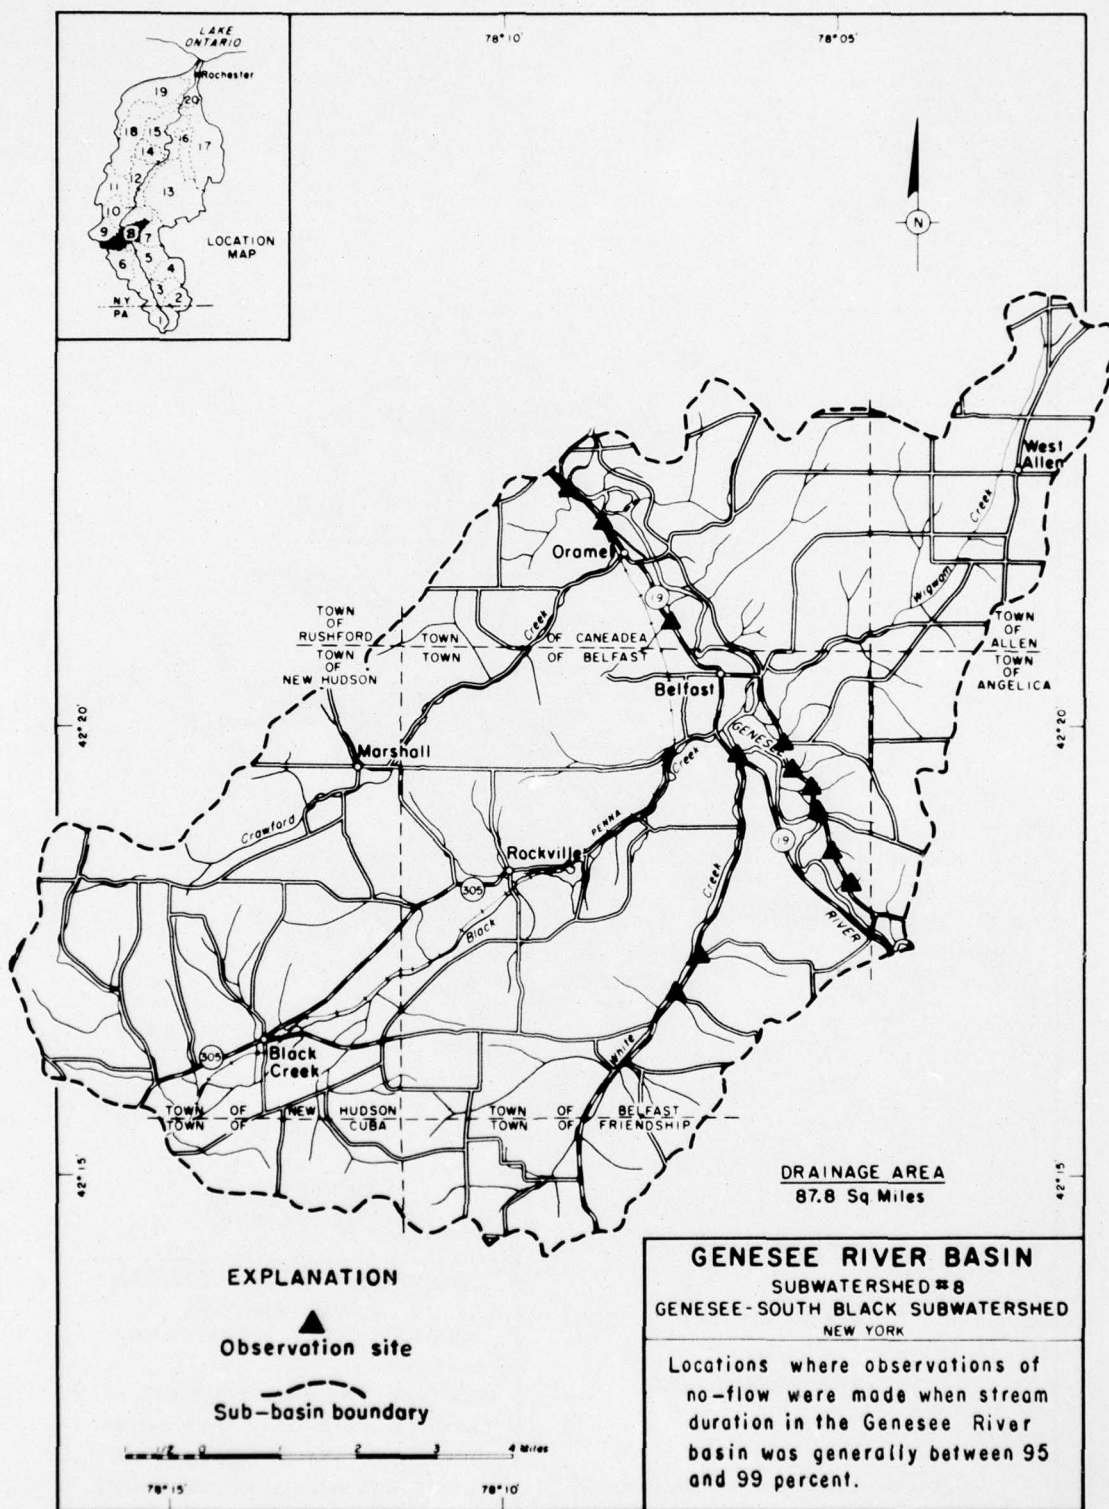 78°10'
78°05'
LAKE
ONTARIO
Rochester
19
20
18
15
16
17
14
12
11
13
10
9
8
7
LOCATION
MAP
6
5
4
3
2
N.Y.
PA
1
N
West
Allen
Creek
Oramel
Wigwam
19
TOWN
OF
RUSHFORD
TOWN
OF
NEW HUDSON
Creek
TOWN OF CANEADEA
TOWN OF BELFAST
TOWN
OF
ALLEN
TOWN
OF
ANGELICA
Belfast
42°20'
42°20'
GENESEE
Marshall
Creek
Crawford
PENNA
19
Rockville
305
Creek
Black
RIVER
White
305
Black
Creek
TOWN OF NEW HUDSON
TOWN OF CUBA
TOWN OF BELFAST
TOWN OF FRIENDSHIP
42°15'
42°15'
DRAINAGE AREA
87.8 Sq Miles
EXPLANATION
Observation site
Sub-basin boundary
1 1/2 0 1 2 3 4 Miles
78°15'
78°10'
GENESEE RIVER BASIN
SUBWATERSHED #8
GENESEE-SOUTH BLACK SUBWATERSHED
NEW YORK
Locations where observations of
no-flow were made when stream
duration in the Genesee River
basin was generally between 95
and 99 percent.